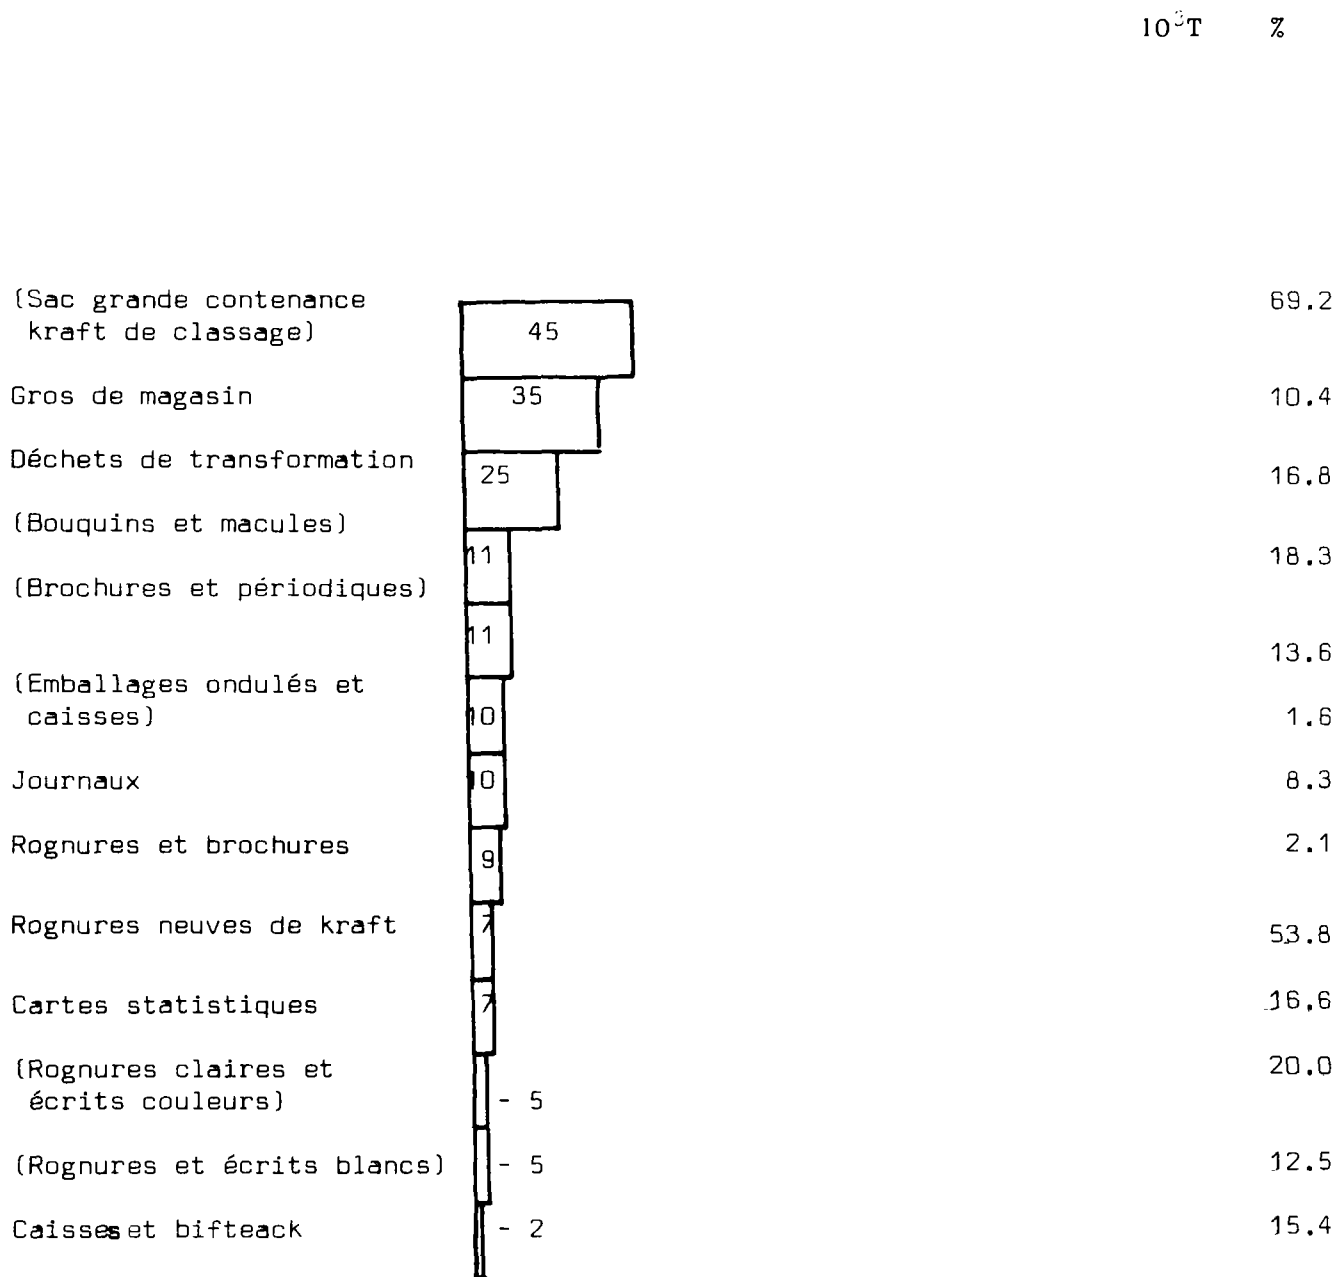 10³T %
(Sac grande contenance 69.2
kraft de classage) 45
Gros de magasin 35 10.4
Déchets de transformation
25 16.8
(Bouquins et macules)
11 18.3
(Brochures et périodiques)
11
13.6
(Emballages ondulés et
caisses) 10 1.6
Journaux 10 8.3
Rognures et brochures 9 2.1
Rognures neuves de kraft 7 53.8
Cartes statistiques 7 16.6
(Rognures claires et 20.0
écrits couleurs) - 5
(Rognures et écrits blancs) - 5 12.5
Caisses et bifteack - 2 15.4